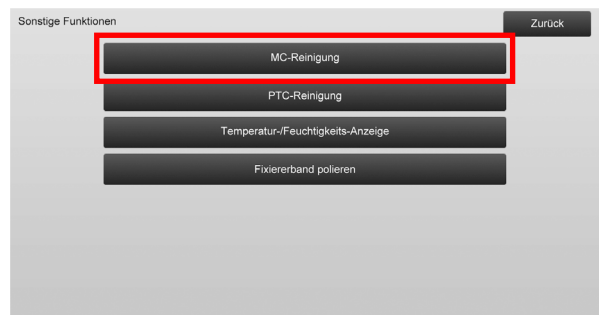 Sonstige Funktionen
Zurück
MC-Reinigung
PTC-Reinigung
Temperatur-/Feuchtigkeits-Anzeige
Fixiererband polieren